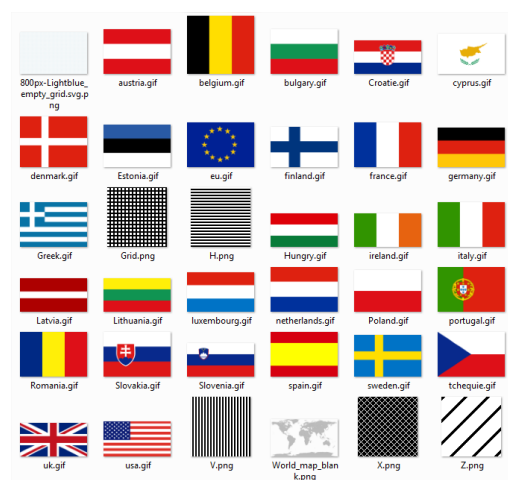 800px-Lightblue_
empty_grid.svg.p
ng
austria.gif
belgium.gif
bulgary.gif
Croatie.gif
cyprus.gif
denmark.gif
Estonia.gif
eu.gif
finland.gif
france.gif
germany.gif
Greek.gif
Grid.png
H.png
Hungry.gif
ireland.gif
italy.gif
Latvia.gif
Lithuania.gif
luxembourg.gif
netherlands.gif
Poland.gif
portugal.gif
Romania.gif
Slovakia.gif
Slovenia.gif
spain.gif
sweden.gif
tchequie.gif
uk.gif
usa.gif
V.png
World_map_blan
k.png
X.png
Z.png